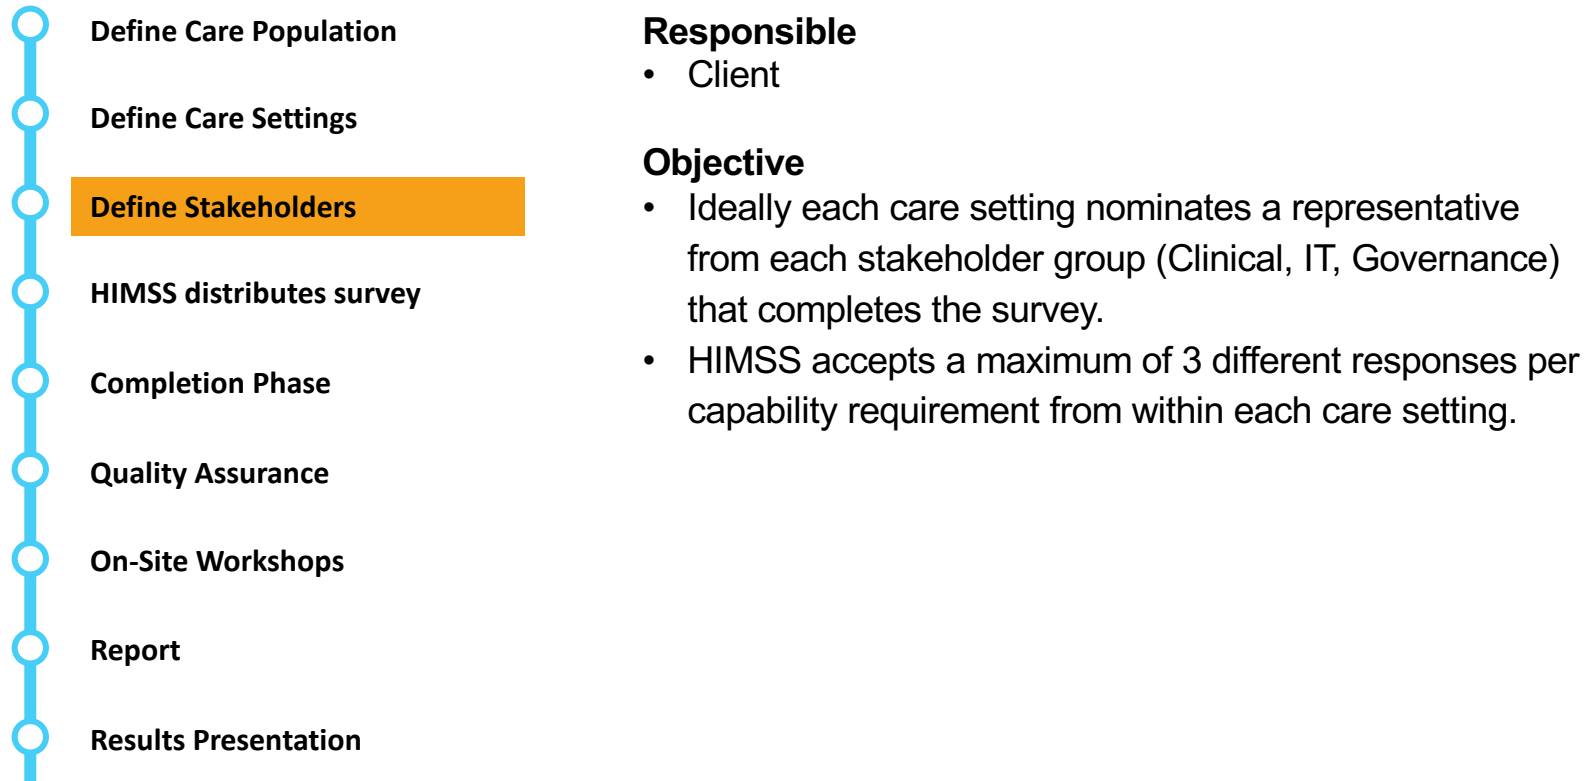 Define Care Population
Define Care Settings
Define Stakeholders
HIMSS distributes survey
Completion Phase
Quality Assurance
On-Site Workshops
Report
Results Presentation
Responsible
• Client
Objective
• Ideally each care setting nominates a representative
from each stakeholder group (Clinical, IT, Governance)
that completes the survey.
• HIMSS accepts a maximum of 3 different responses per
capability requirement from within each care setting.